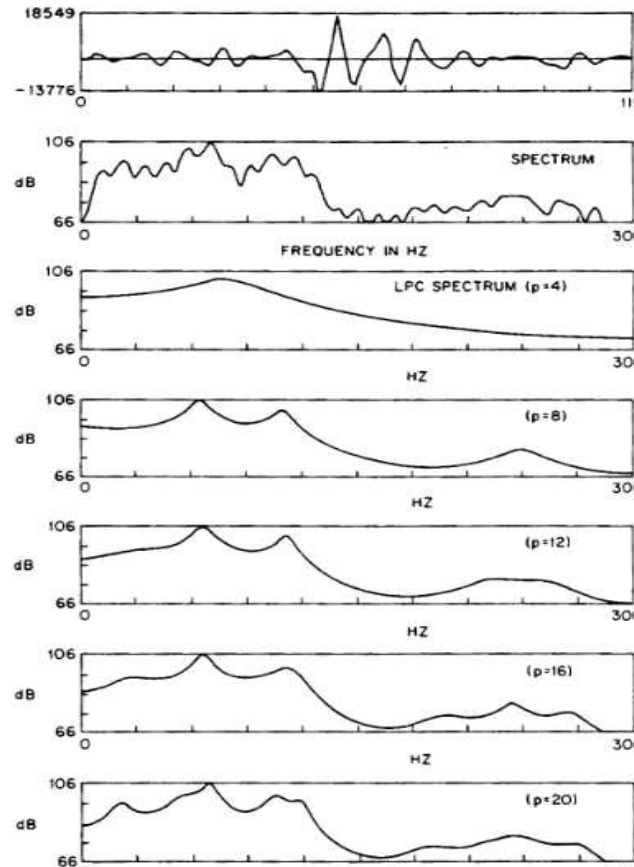 18549
-13776
0 11
106
SPECTRUM
dB
66
0 30
FREQUENCY IN HZ
106
LPC SPECTRUM (p=4)
dB
66
0 30
HZ
106
(p=8)
dB
66
0 30
HZ
106
(p=12)
dB
66
0 30
HZ
106
(p=16)
dB
66
0 30
HZ
106
(p=20)
dB
66